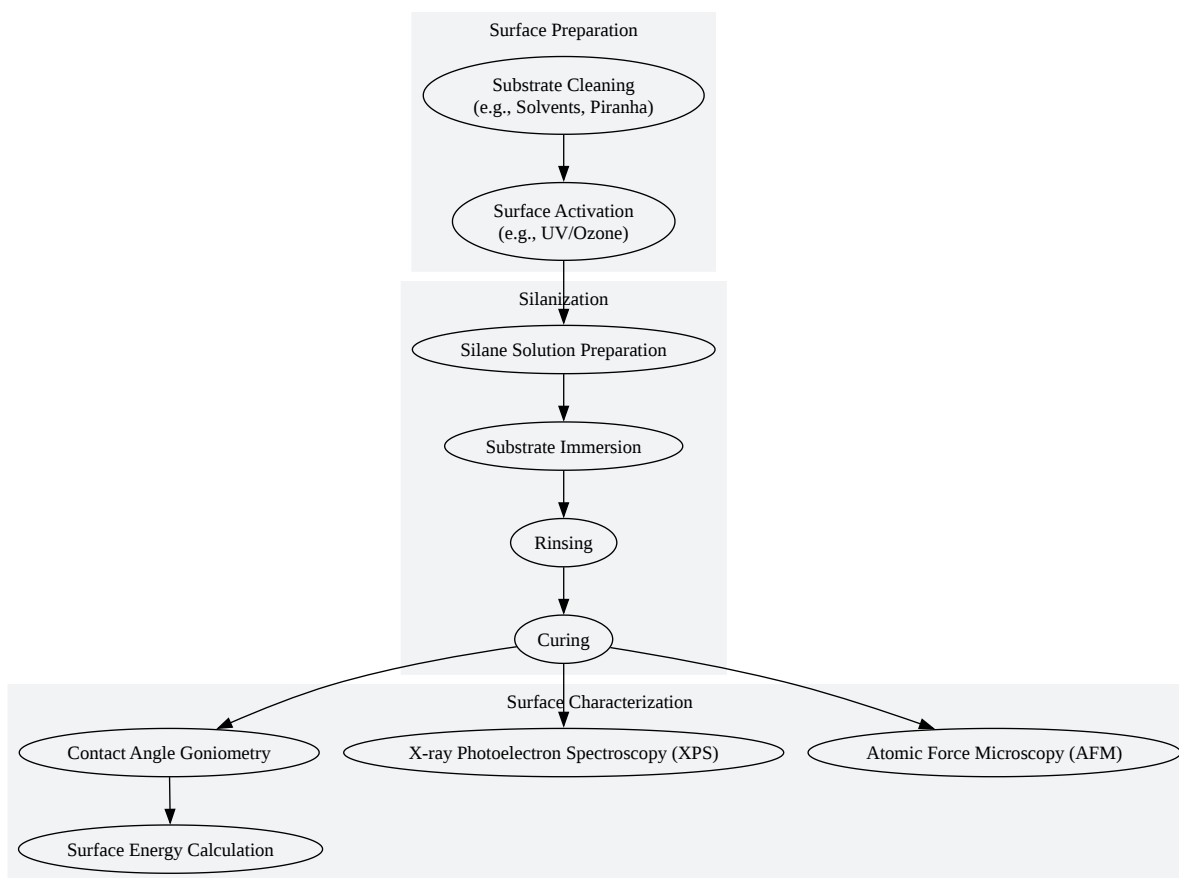 Surface Preparation
Substrate Cleaning
(e.g., Solvents, Piranha)
Surface Activation
(e.g., UV/Ozone)
Silanization
Silane Solution Preparation
Substrate Immersion
Rinsing
Curing
Surface Characterization
Contact Angle Goniometry
X-ray Photoelectron Spectroscopy (XPS)
Atomic Force Microscopy (AFM)
Surface Energy Calculation